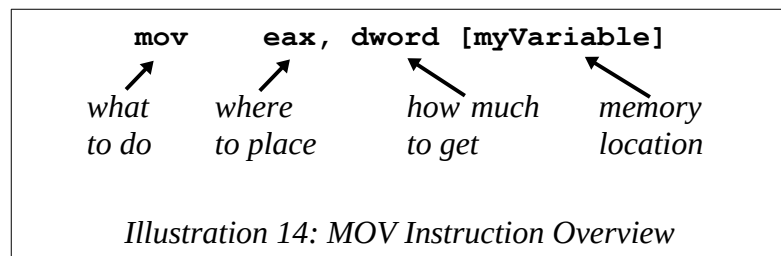 mov eax, dword [myVariable]
what where how much memory
to do to place to get location
Illustration 14: MOV Instruction Overview